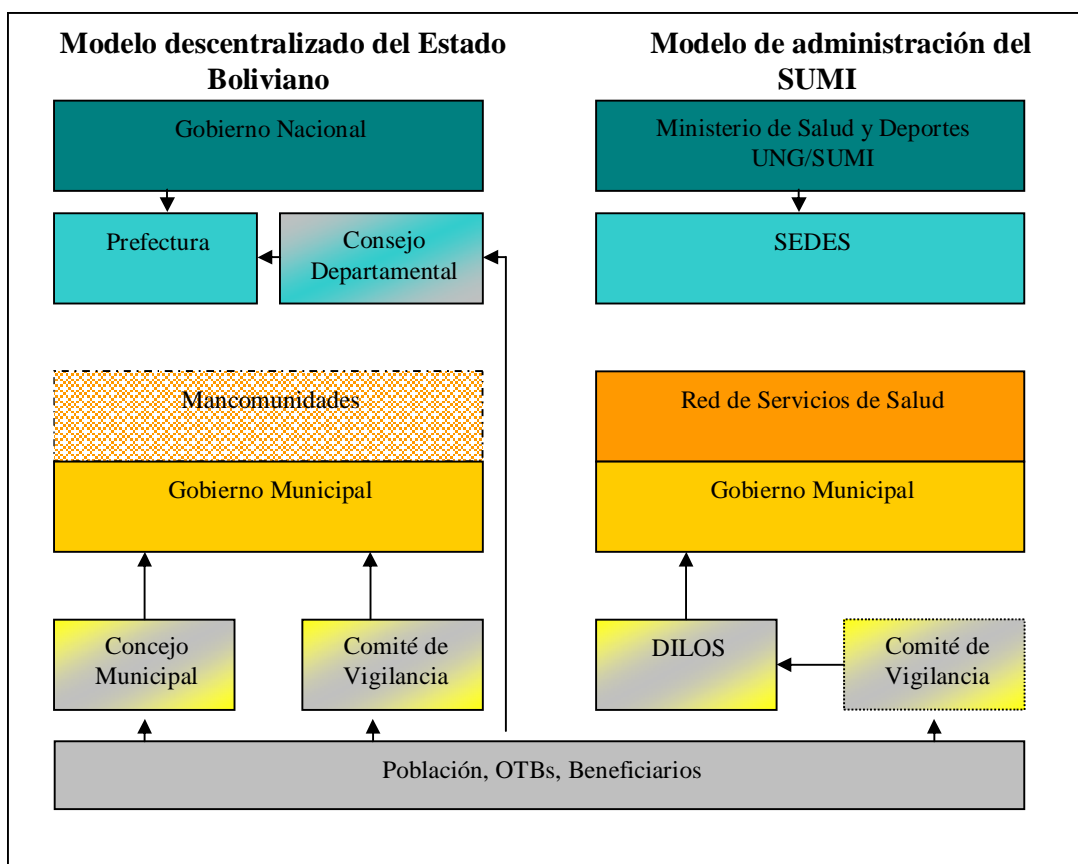 Modelo descentralizado del Estado
Boliviano
Modelo de administración del
SUMI
Gobierno Nacional
Ministerio de Salud y Deportes
UNG/SUMI
Prefectura
Consejo
Departamental
SEDES
Mancomunidades
Red de Servicios de Salud
Gobierno Municipal
Gobierno Municipal
Concejo
Municipal
Comité de
Vigilancia
DILOS
Comité de
Vigilancia
Población, OTBs, Beneficiarios